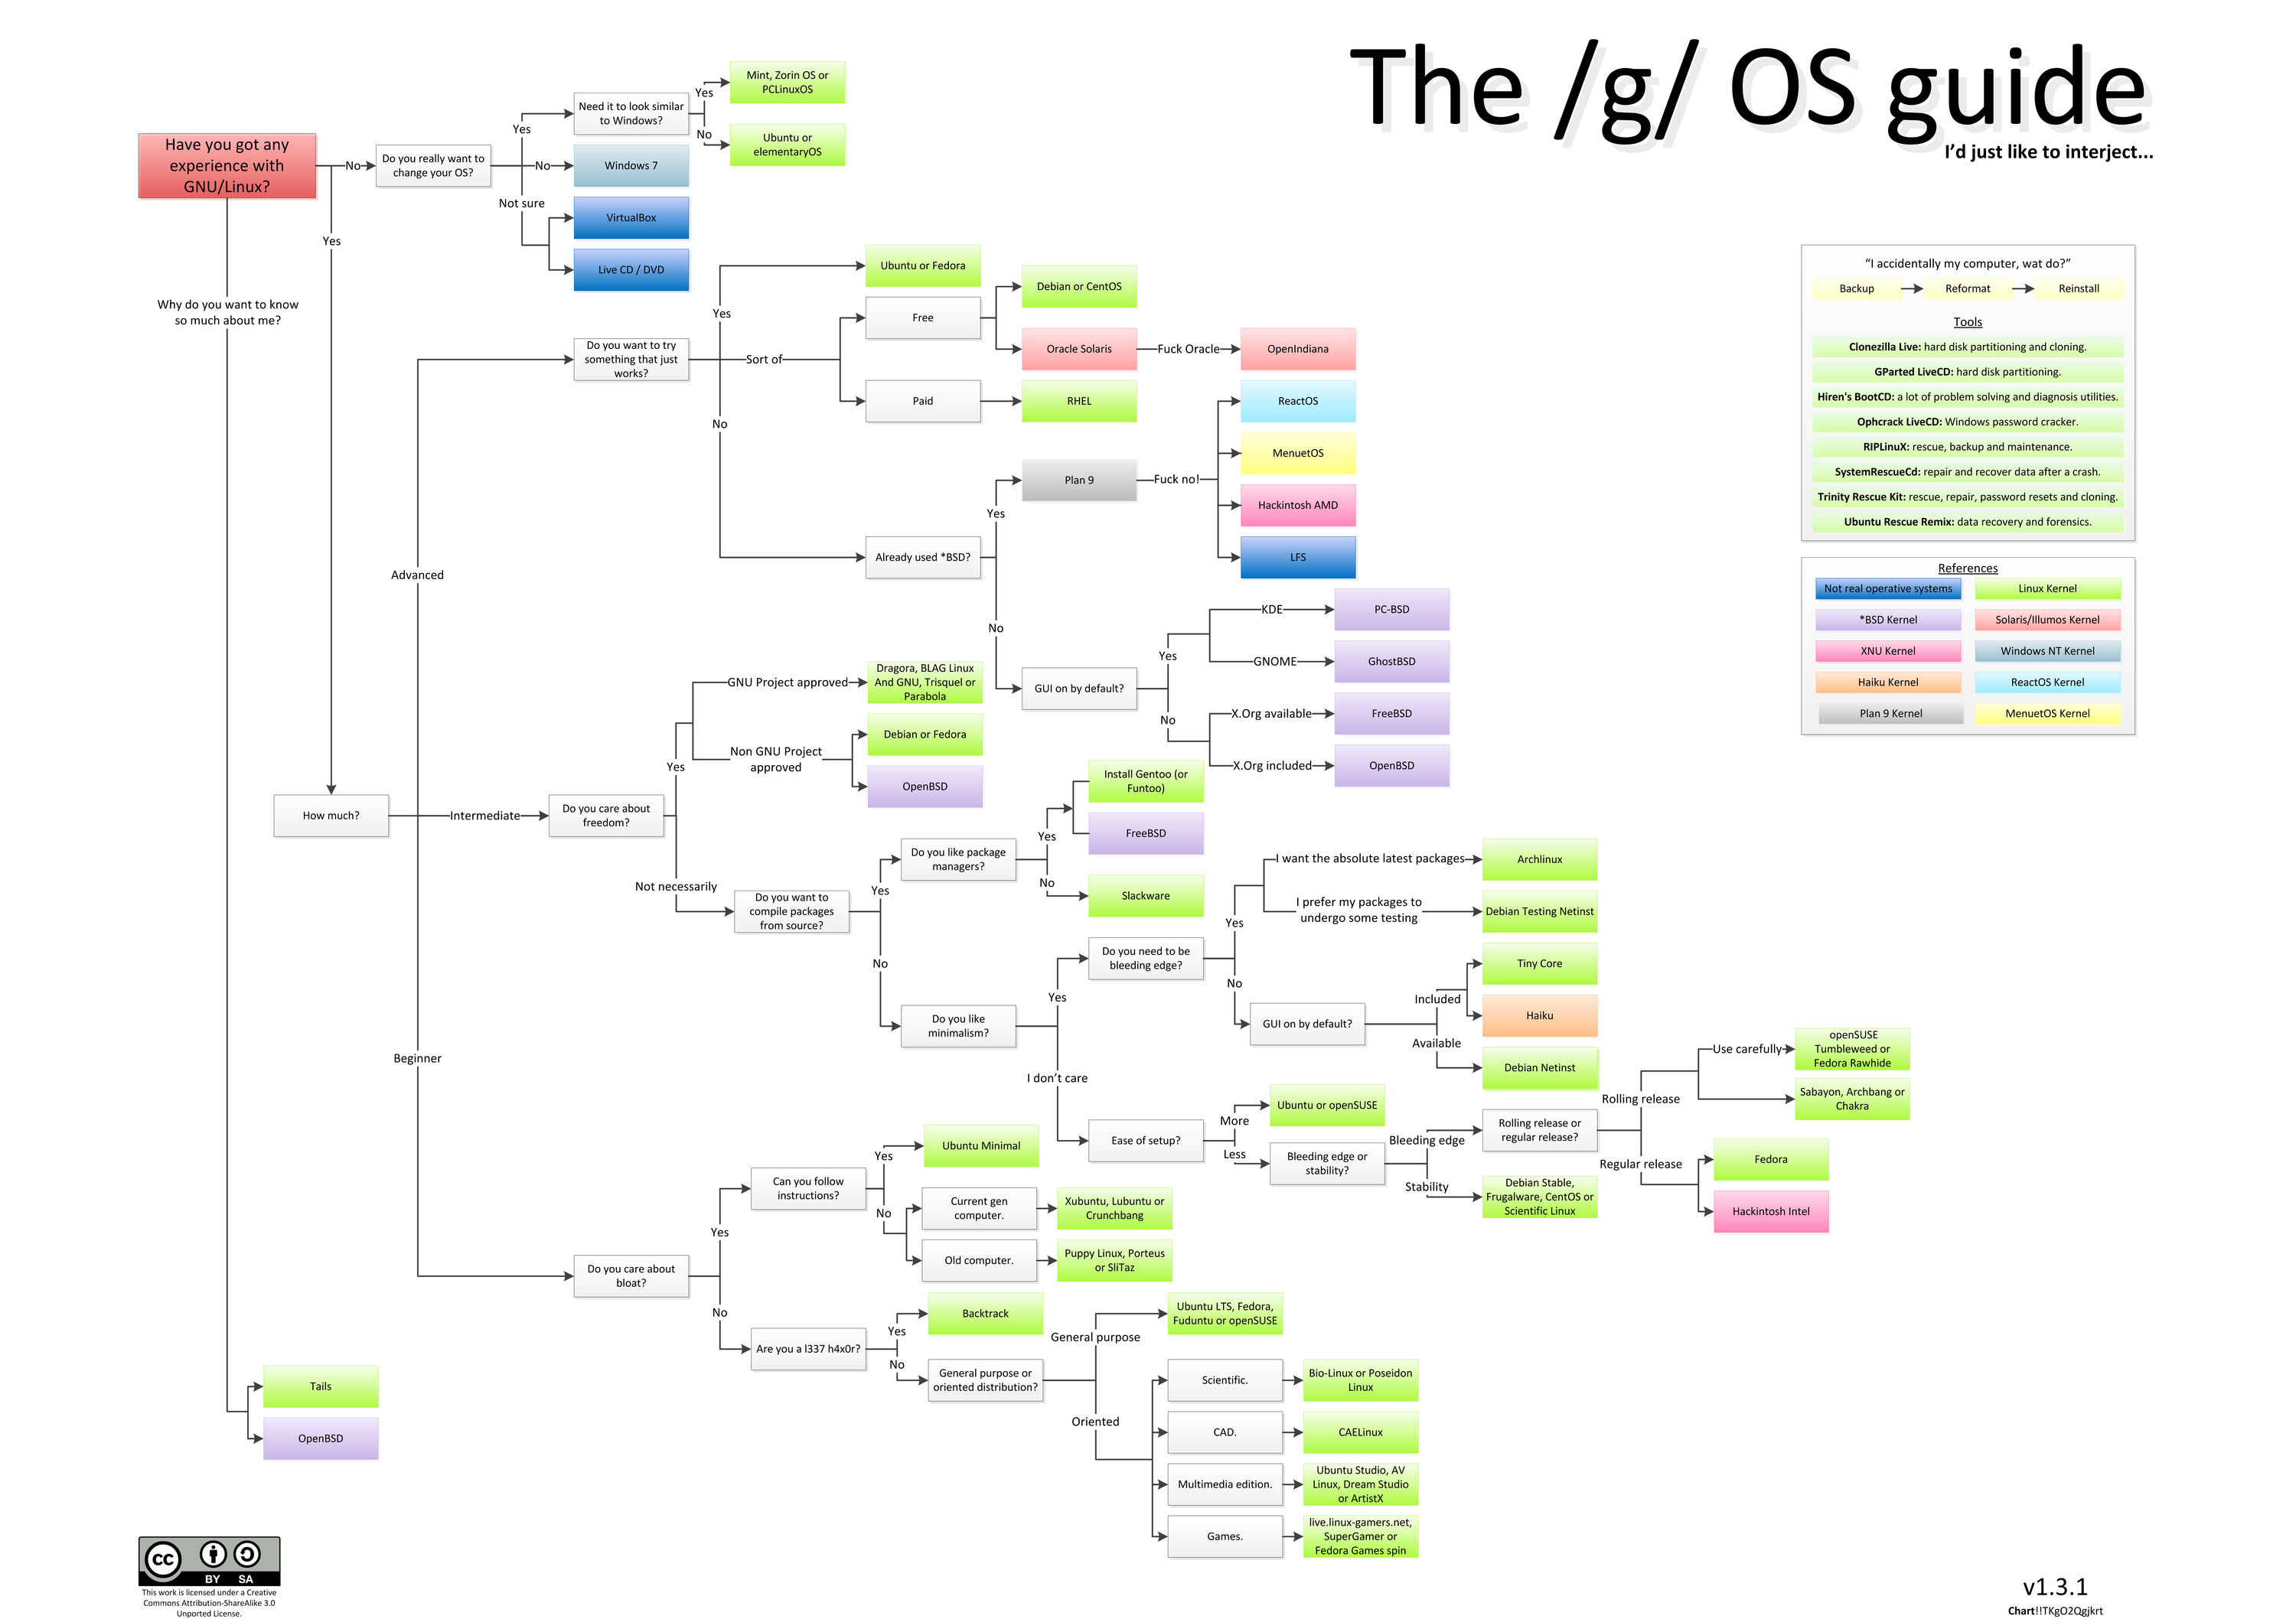 The /g/ OS guide
I'd just like to interject...
Have you got any
experience with
GNU/Linux?
No
Yes
Why do you want to know
so much about me?
Do you really want to
change your OS?
Yes
No
Not sure
Need it to look similar
to Windows?
Yes
No
Mint, Zorin OS or
PCLinuxOS
Ubuntu or
elementaryOS
Windows 7
VirtualBox
Live CD / DVD
How much?
Advanced
Intermediate
Beginner
Do you want to try
something that just
works?
Yes
Sort of
No
Ubuntu or Fedora
Free
Debian or CentOS
Oracle Solaris
Fuck Oracle
OpenIndiana
Paid
RHEL
Already used *BSD?
Yes
No
Plan 9
Fuck no!
ReactOS
MenuetOS
Hackintosh AMD
LFS
GUI on by default?
Yes
No
KDE
PC-BSD
GNOME
GhostBSD
X.Org available
FreeBSD
X.Org included
OpenBSD
Do you care about
freedom?
Yes
Not necessarily
GNU Project approved
Dragora, BLAG Linux
And GNU, Trisquel or
Parabola
Non GNU Project
approved
Debian or Fedora
OpenBSD
Do you want to
compile packages
from source?
Yes
No
Do you like package
managers?
Yes
No
Install Gentoo (or
Funtoo)
FreeBSD
Slackware
Do you like
minimalism?
Yes
I don't care
Do you need to be
bleeding edge?
Yes
No
I want the absolute latest packages
Archlinux
I prefer my packages to
undergo some testing
Debian Testing Netinst
GUI on by default?
Included
Available
Tiny Core
Haiku
Debian Netinst
Ease of setup?
More
Less
Ubuntu or openSUSE
Bleeding edge or
stability?
Bleeding edge
Stability
Rolling release or
regular release?
Rolling release
Regular release
Use carefully
openSUSE
Tumbleweed or
Fedora Rawhide
Sabayon, Archbang or
Chakra
Fedora
Hackintosh Intel
Debian Stable,
Frugalware, CentOS or
Scientific Linux
Do you care about
bloat?
Yes
No
Can you follow
instructions?
Yes
No
Ubuntu Minimal
Current gen
computer.
Xubuntu, Lubuntu or
Crunchbang
Old computer.
Puppy Linux, Porteus
or SliTaz
Are you a l337 h4x0r?
Yes
No
Backtrack
General purpose or
oriented distribution?
General purpose
Oriented
Ubuntu LTS, Fedora,
Fuduntu or openSUSE
Scientific.
Bio-Linux or Poseidon
Linux
CAD.
CAELinux
Multimedia edition.
Ubuntu Studio, AV
Linux, Dream Studio
or ArtistX
Games.
live.linux-gamers.net,
SuperGamer or
Fedora Games spin
Tails
OpenBSD
“I accidentally my computer, wat do?”
Backup
Reformat
Reinstall
Tools
Clonezilla Live: hard disk partitioning and cloning.
GParted LiveCD: hard disk partitioning.
Hiren's BootCD: a lot of problem solving and diagnosis utilities.
Ophcrack LiveCD: Windows password cracker.
RIPLinuX: rescue, backup and maintenance.
SystemRescueCd: repair and recover data after a crash.
Trinity Rescue Kit: rescue, repair, password resets and cloning.
Ubuntu Rescue Remix: data recovery and forensics.
References
Not real operative systems
Linux Kernel
*BSD Kernel
Solaris/Illumos Kernel
XNU Kernel
Windows NT Kernel
Haiku Kernel
ReactOS Kernel
Plan 9 Kernel
MenuetOS Kernel
cc
BY SA
This work is licensed under a Creative
Commons Attribution-ShareAlike 3.0
Unported License.
v1.3.1
Chart!!TKgO2Qgjkrt